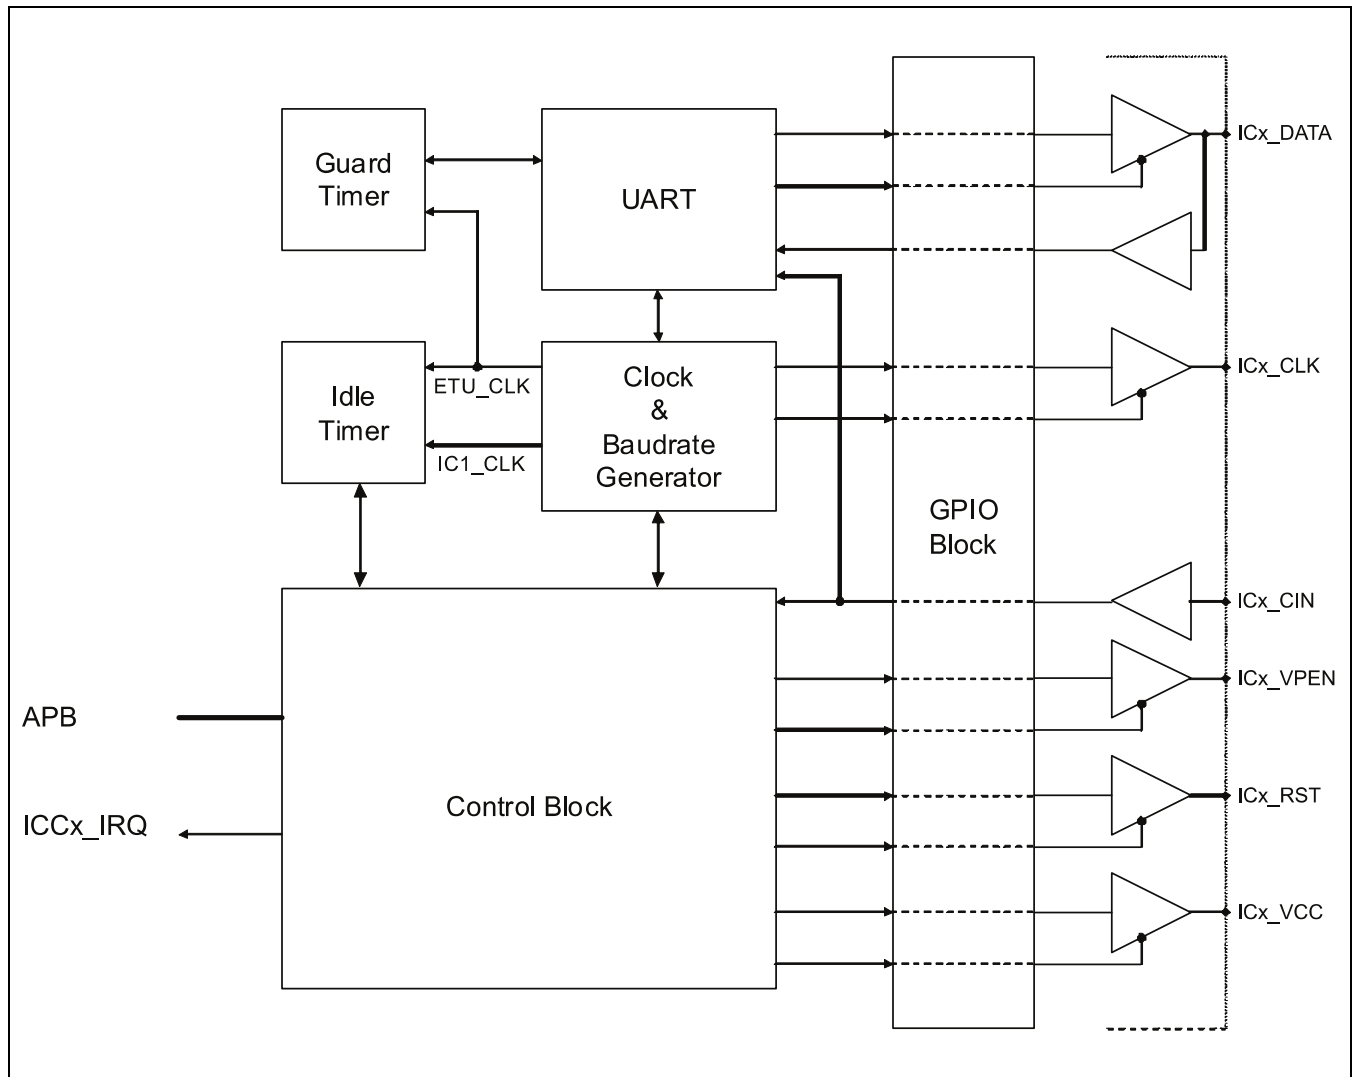 Guard
Timer
UART
ICx_DATA
ICx_CLK
Idle
Timer
ETU_CLK
IC1_CLK
Clock
&
Baudrate
Generator
GPIO
Block
ICx_CIN
ICx_VPEN
APB
ICCx_IRQ
Control Block
ICx_RST
ICx_VCC